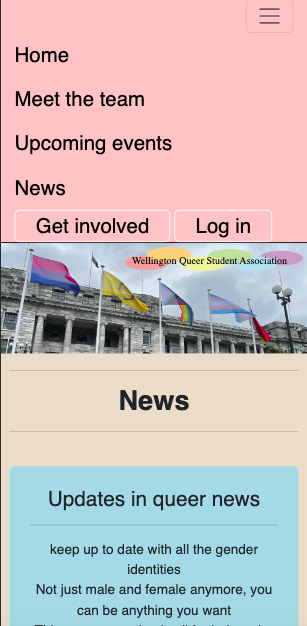 Home
Meet the team
Upcoming events
News
Get involved
Log in
Wellington Queer Student Association
News
Updates in queer news
keep up to date with all the gender
identities
Not just male and female anymore, you
can be anything you want